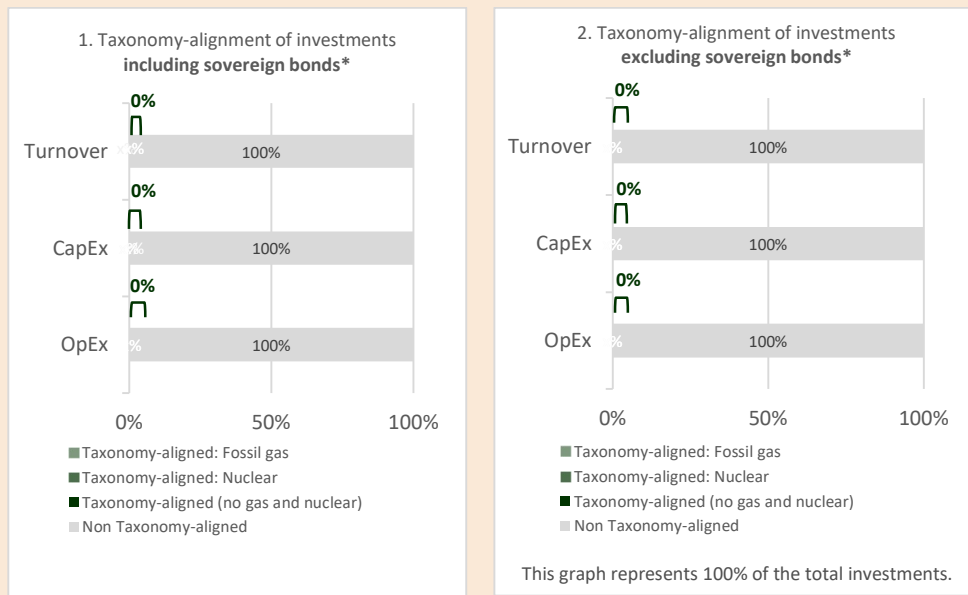 1. Taxonomy-alignment of investments
including sovereign bonds*
0%
Turnover
100%
0%
CapEx
100%
0%
OpEx
100%
0%
50%
100%
Taxonomy-aligned: Fossil gas
Taxonomy-aligned: Nuclear
Taxonomy-aligned (no gas and nuclear)
Non Taxonomy-aligned
2. Taxonomy-alignment of investments
excluding sovereign bonds*
0%
Turnover
%
100%
0%
CapEx
%
100%
0%
OpEx
%
100%
0%
50%
100%
Taxonomy-aligned: Fossil gas
Taxonomy-aligned: Nuclear
Taxonomy-aligned (no gas and nuclear)
Non Taxonomy-aligned
This graph represents 100% of the total investments.